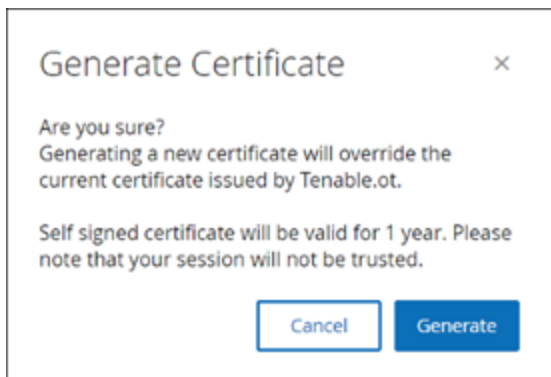 Generate Certificate ×
Are you sure?
Generating a new certificate will override the
current certificate issued by Tenable.ot.
Self signed certificate will be valid for 1 year. Please
note that your session will not be trusted.
Cancel Generate